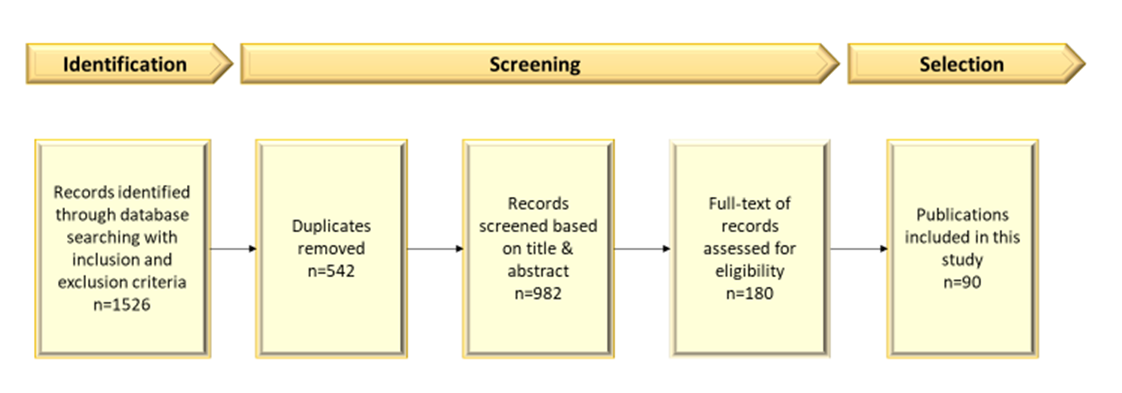 Identification
Screening
Selection
Records identified
through database
searching with
inclusion and
exclusion criteria
n=1526
Duplicates
removed
n=542
Records
screened based
on title &
abstract
n=982
Full-text of
records
assessed for
eligibility
n=180
Publications
included in this
study
n=90